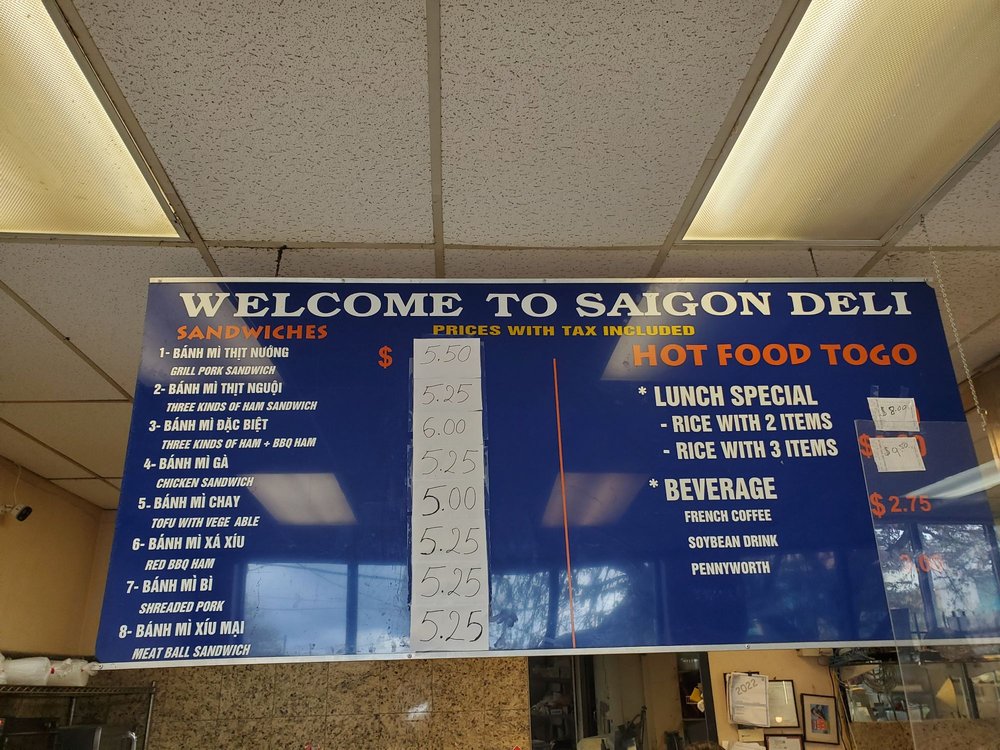 WELCOME TO SAIGON DELI
SANDWICHES
PRICES WITH TAX INCLUDED
1- BÁNH MÌ THỊT NƯỚNG $ 5.50
GRILL PORK SANDWICH
2- BÁNH MÌ THỊT NGUỘI 5.25
THREE KINDS OF HAM SANDWICH
3- BÁNH MÌ ĐẶC BIỆT 6.00
THREE KINDS OF HAM + BBQ HAM
4- BÁNH MÌ GÀ 5.25
CHICKEN SANDWICH
5- BÁNH MÌ CHAY 5.00
TOFU WITH VEGE ABLE
6- BÁNH MÌ XÁ XÍU 5.25
RED BBQ HAM
7- BÁNH MÌ BÌ 5.25
SHREADED PORK
8- BÁNH MÌ XÍU MẠI 5.25
MEAT BALL SANDWICH
HOT FOOD TOGO
* LUNCH SPECIAL
- RICE WITH 2 ITEMS $8.00
- RICE WITH 3 ITEMS $ $9.50
* BEVERAGE
FRENCH COFFEE $2.75
SOYBEAN DRINK
PENNYWORTH
2022